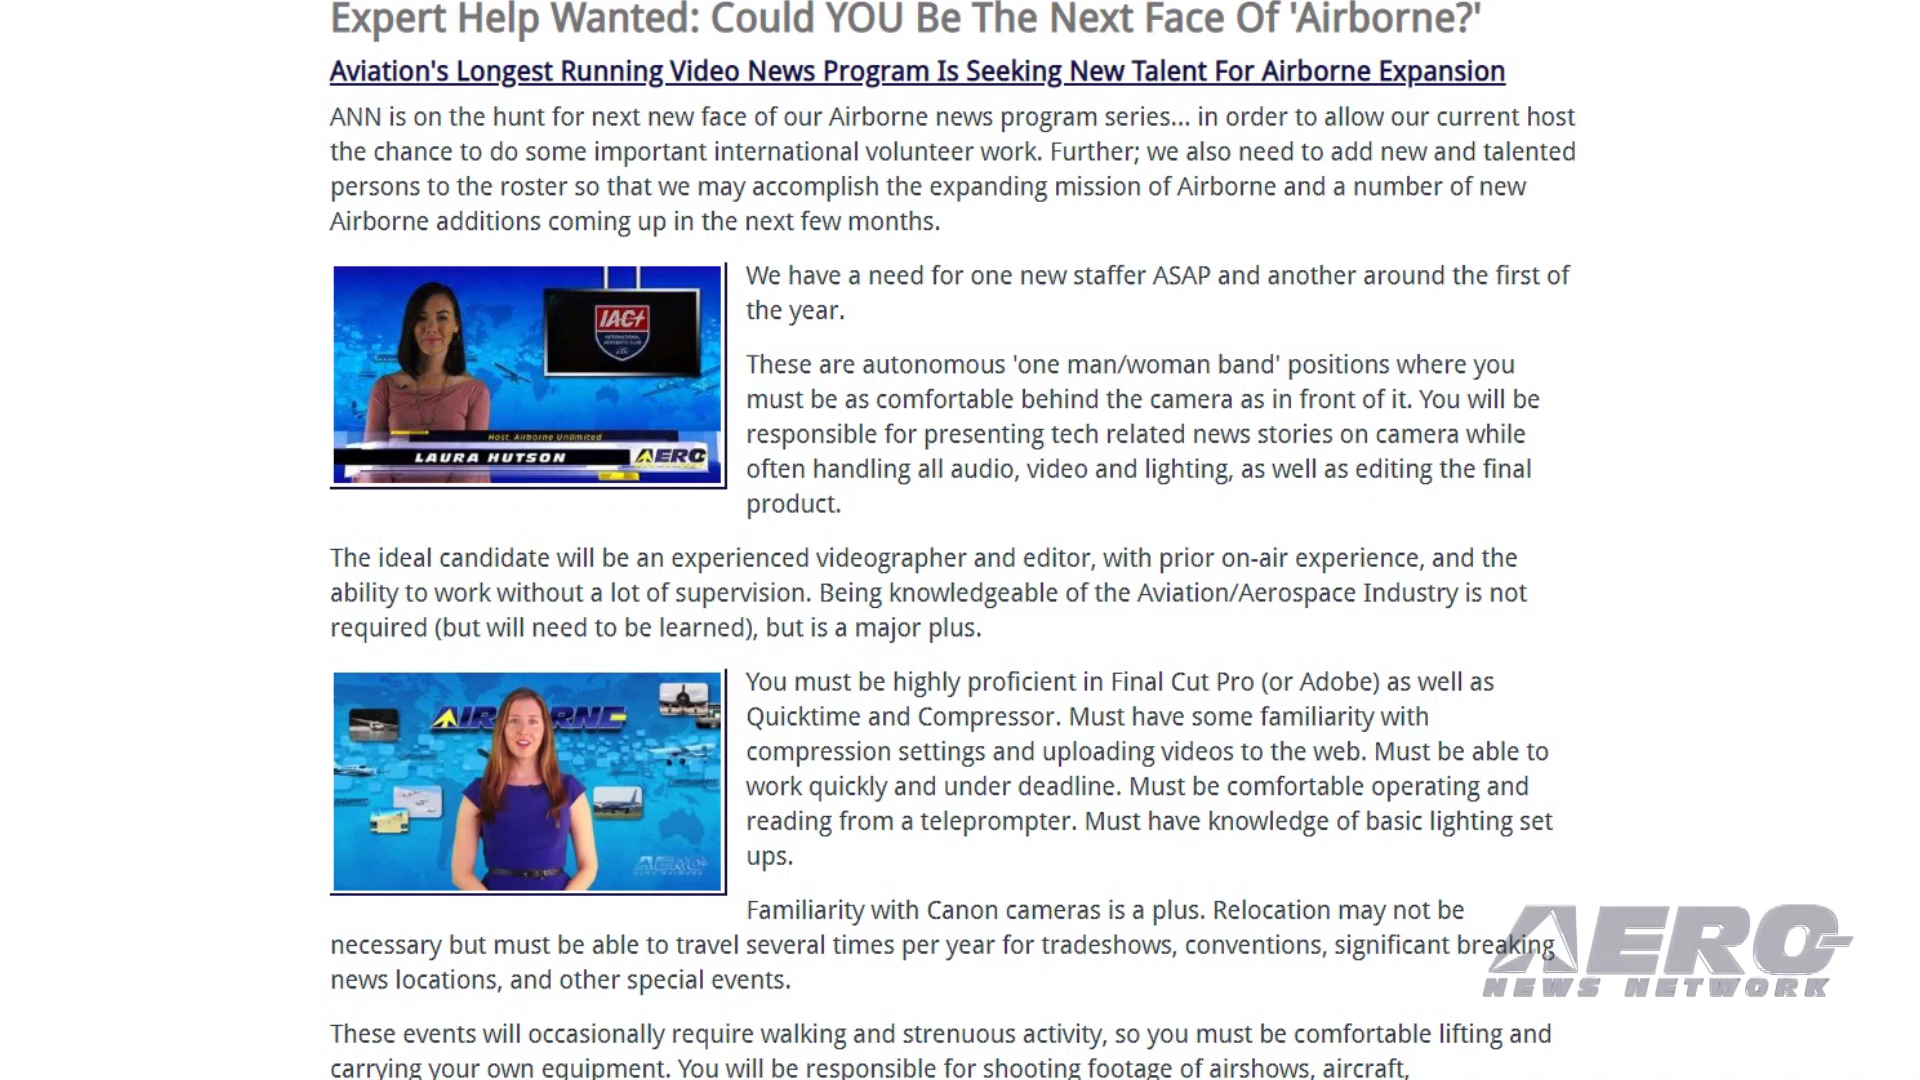 Expert Help Wanted: Could YOU Be The Next Face Of 'Airborne?'
Aviation's Longest Running Video News Program Is Seeking New Talent For Airborne Expansion
ANN is on the hunt for next new face of our Airborne news program series... in order to allow our current host
the chance to do some important international volunteer work. Further; we also need to add new and talented
persons to the roster so that we may accomplish the expanding mission of Airborne and a number of new
Airborne additions coming up in the next few months.
IAC+
INTERNATIONAL
AEROBATIC CLUB
Host, Airborne Unlimited
LAURA HUTSON
AERO
We have a need for one new staffer ASAP and another around the first of
the year.
These are autonomous 'one man/woman band' positions where you
must be as comfortable behind the camera as in front of it. You will be
responsible for presenting tech related news stories on camera while
often handling all audio, video and lighting, as well as editing the final
product.
The ideal candidate will be an experienced videographer and editor, with prior on-air experience, and the
ability to work without a lot of supervision. Being knowledgeable of the Aviation/Aerospace Industry is not
required (but will need to be learned), but is a major plus.
AIRBORNE
AERO
NEWS NETWORK
You must be highly proficient in Final Cut Pro (or Adobe) as well as
Quicktime and Compressor. Must have some familiarity with
compression settings and uploading videos to the web. Must be able to
work quickly and under deadline. Must be comfortable operating and
reading from a teleprompter. Must have knowledge of basic lighting set
ups.
Familiarity with Canon cameras is a plus. Relocation may not be
necessary but must be able to travel several times per year for tradeshows, conventions, significant breaking
news locations, and other special events.
These events will occasionally require walking and strenuous activity, so you must be comfortable lifting and
carrying your own equipment. You will be responsible for shooting footage of airshows, aircraft,
AERO
NEWS NETWORK